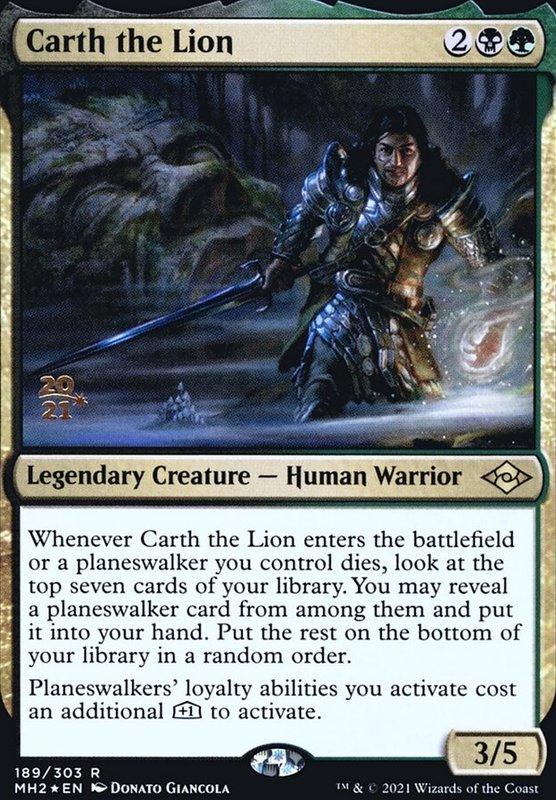 Carth the Lion 2
20
21
Legendary Creature — Human Warrior
Whenever Carth the Lion enters the battlefield
or a planeswalker you control dies, look at the
top seven cards of your library. You may reveal
a planeswalker card from among them and put
it into your hand. Put the rest on the bottom of
your library in a random order.
Planeswalkers' loyalty abilities you activate cost
an additional +1 to activate.
3/5
189/303 R
MH2 ★ EN Donato Giancola
™ & © 2021 Wizards of the Coast